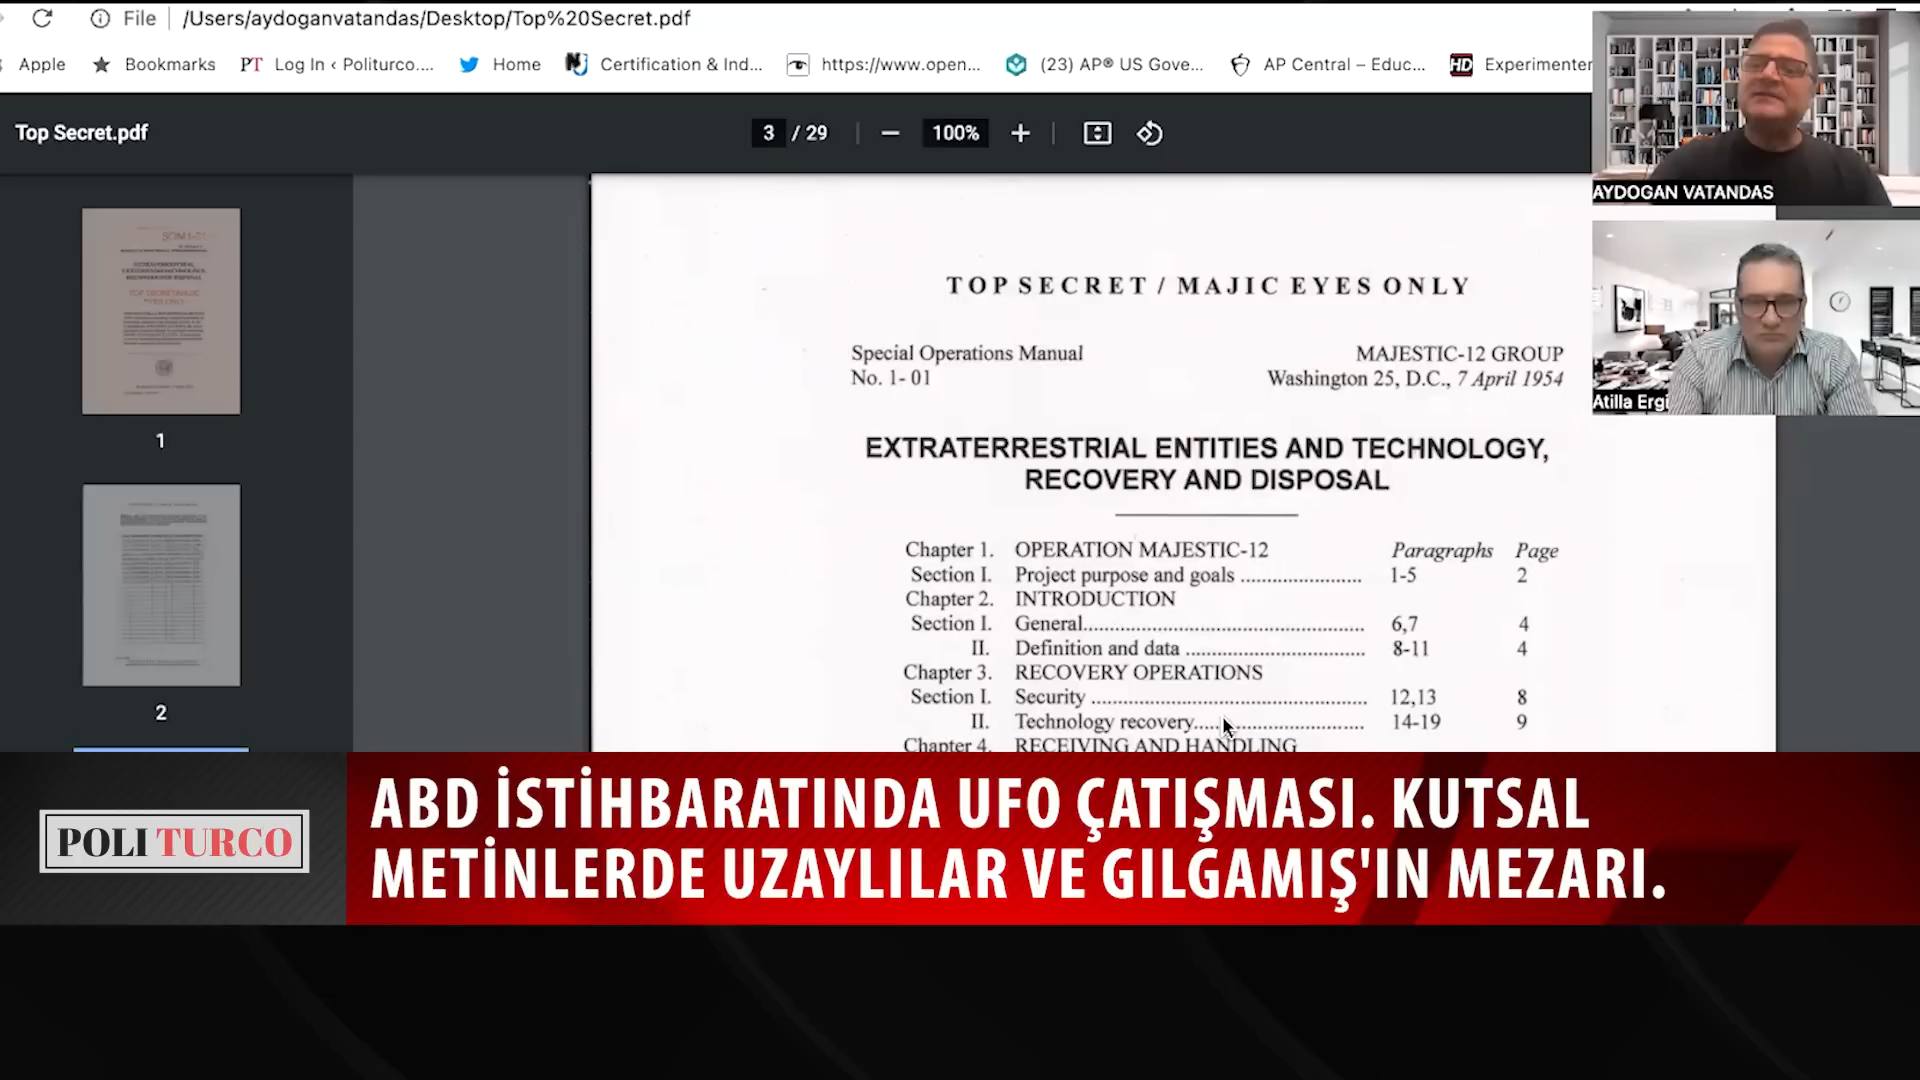 File /Users/aydoganvatandas/Desktop/Top%20Secret.pdf
Apple Bookmarks PT Log In ‹ Politurco.... Home Certification & Ind... https://www.open... (23) AP® US Gove... AP Central – Educ... HD Experimenter
Top Secret.pdf
3 / 29 100%
AYDOGAN VATANDAS
Atilla Ergi
1
2
TOP SECRET / MAJIC EYES ONLY
Special Operations Manual MAJESTIC-12 GROUP
No. 1- 01 Washington 25, D.C., 7 April 1954
EXTRATERRESTRIAL ENTITIES AND TECHNOLOGY,
RECOVERY AND DISPOSAL
Chapter 1. OPERATION MAJESTIC-12 Paragraphs Page
Section I. Project purpose and goals ....................... 1-5 2
Chapter 2. INTRODUCTION
Section I. General.................................................... 6,7 4
II. Definition and data ................................. 8-11 4
Chapter 3. RECOVERY OPERATIONS
Section I. Security ................................................... 12,13 8
II. Technology recovery................................ 14-19 9
Chapter 4. RECEIVING AND HANDLING
POLITURCO
ABD İSTİHBARATINDA UFO ÇATIŞMASI. KUTSAL
METİNLERDE UZAYLILAR VE GILGAMIŞ'IN MEZARI.